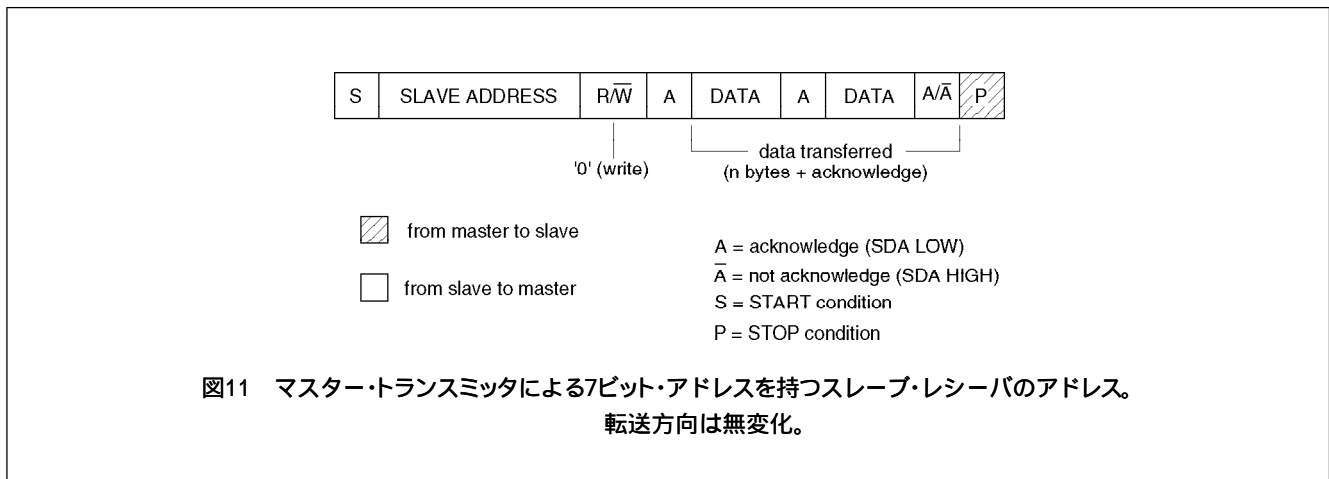 S SLAVE ADDRESS R/W̅ A DATA A DATA A/A̅ P
'0' (write)
data transferred
(n bytes + acknowledge)
from master to slave
from slave to master
A = acknowledge (SDA LOW)
A̅ = not acknowledge (SDA HIGH)
S = START condition
P = STOP condition
図11 マスター・トランスミッタによる7ビット・アドレスを持つスレーブ・レシーバのアドレス。
転送方向は無変化。